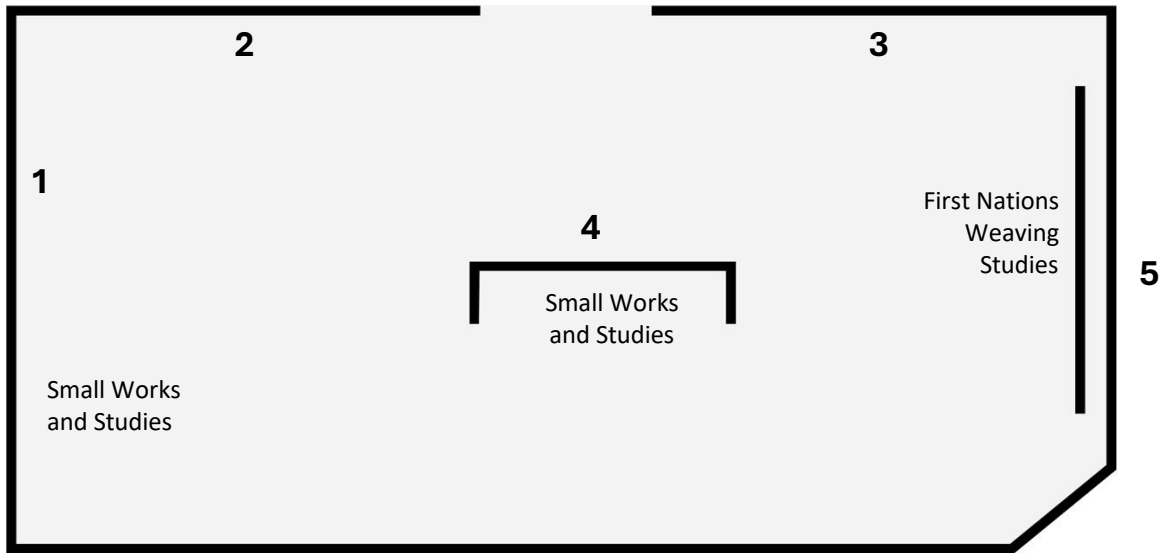 2
3
1
First Nations
Weaving
Studies
4
5
Small Works
and Studies
Small Works
and Studies